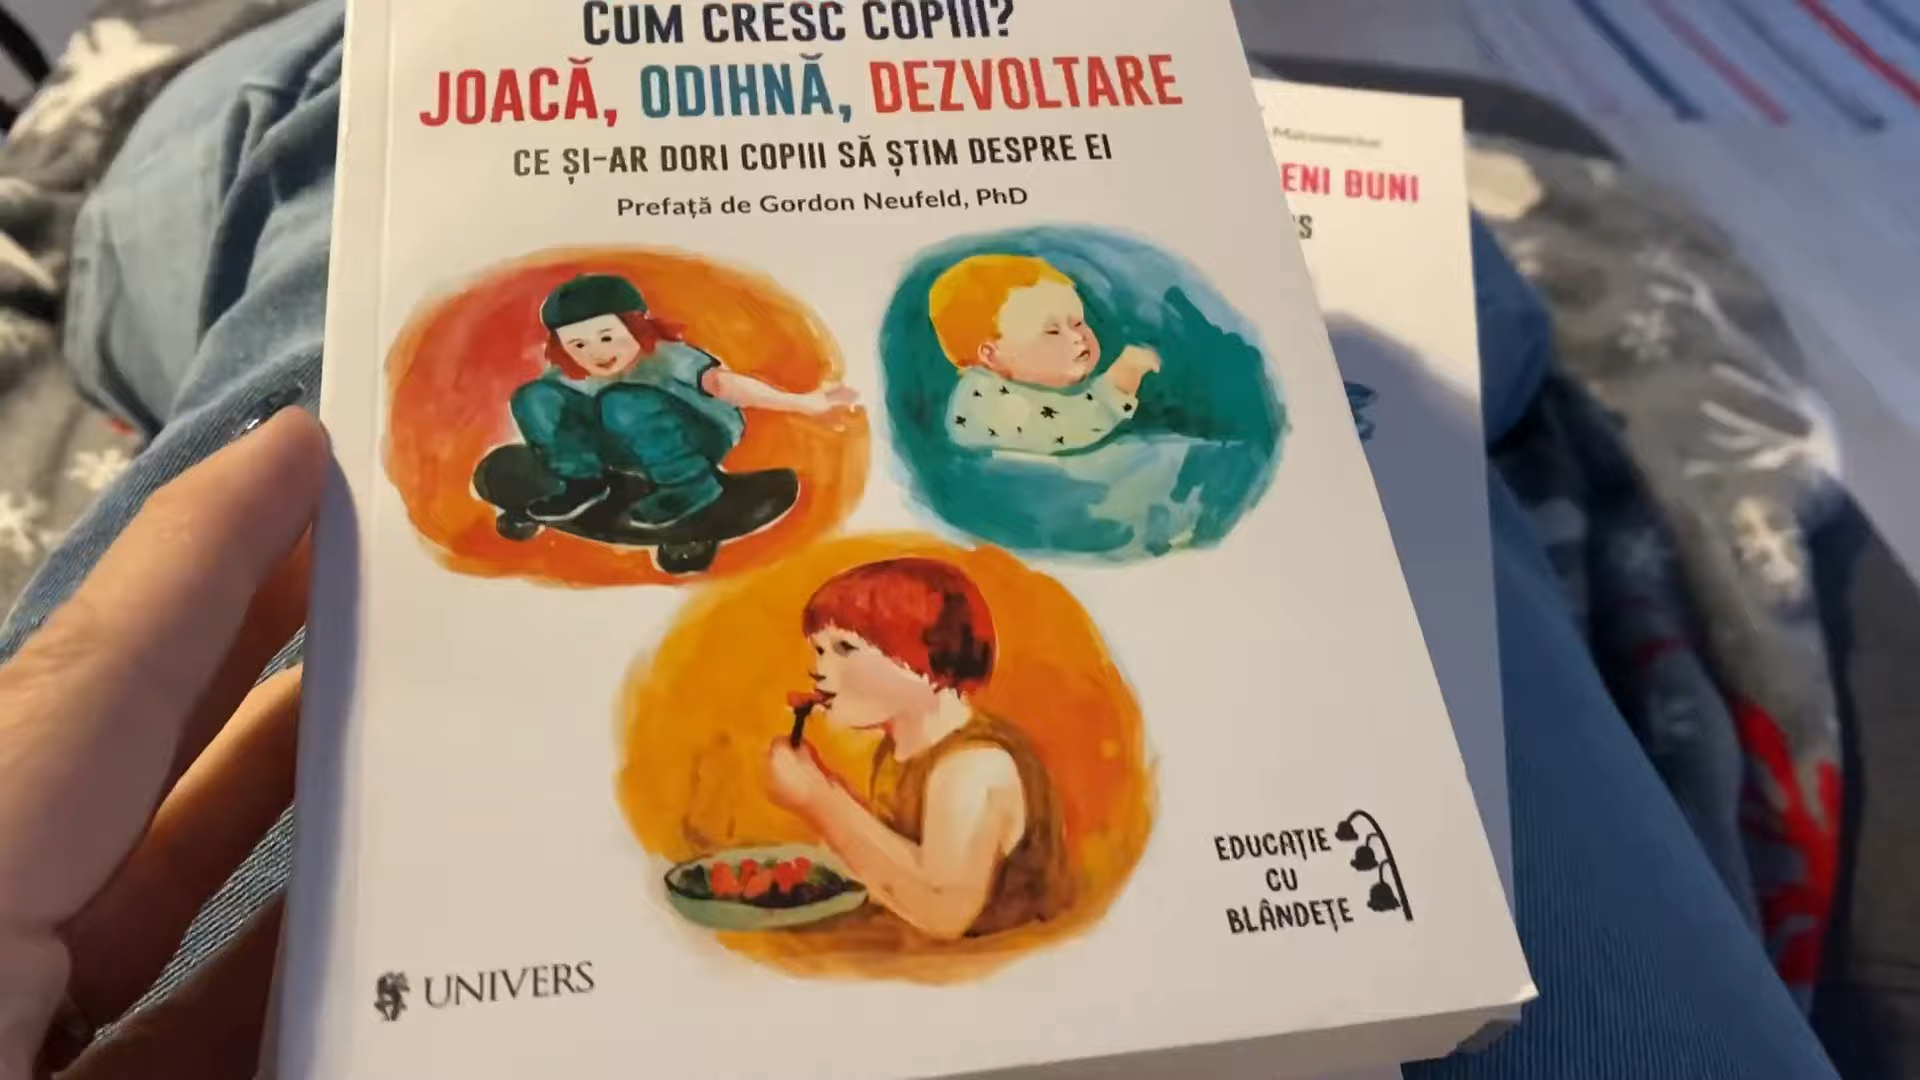 CUM CRESC COPIII?
JOACĂ, ODIHNĂ, DEZVOLTARE
CE ȘI-AR DORI COPIII SĂ ȘTIM DESPRE EI
Prefață de Gordon Neufeld, PhD
EDUCAȚIE
CU
BLÂNDEȚE
UNIVERS
ENI BUNI
S